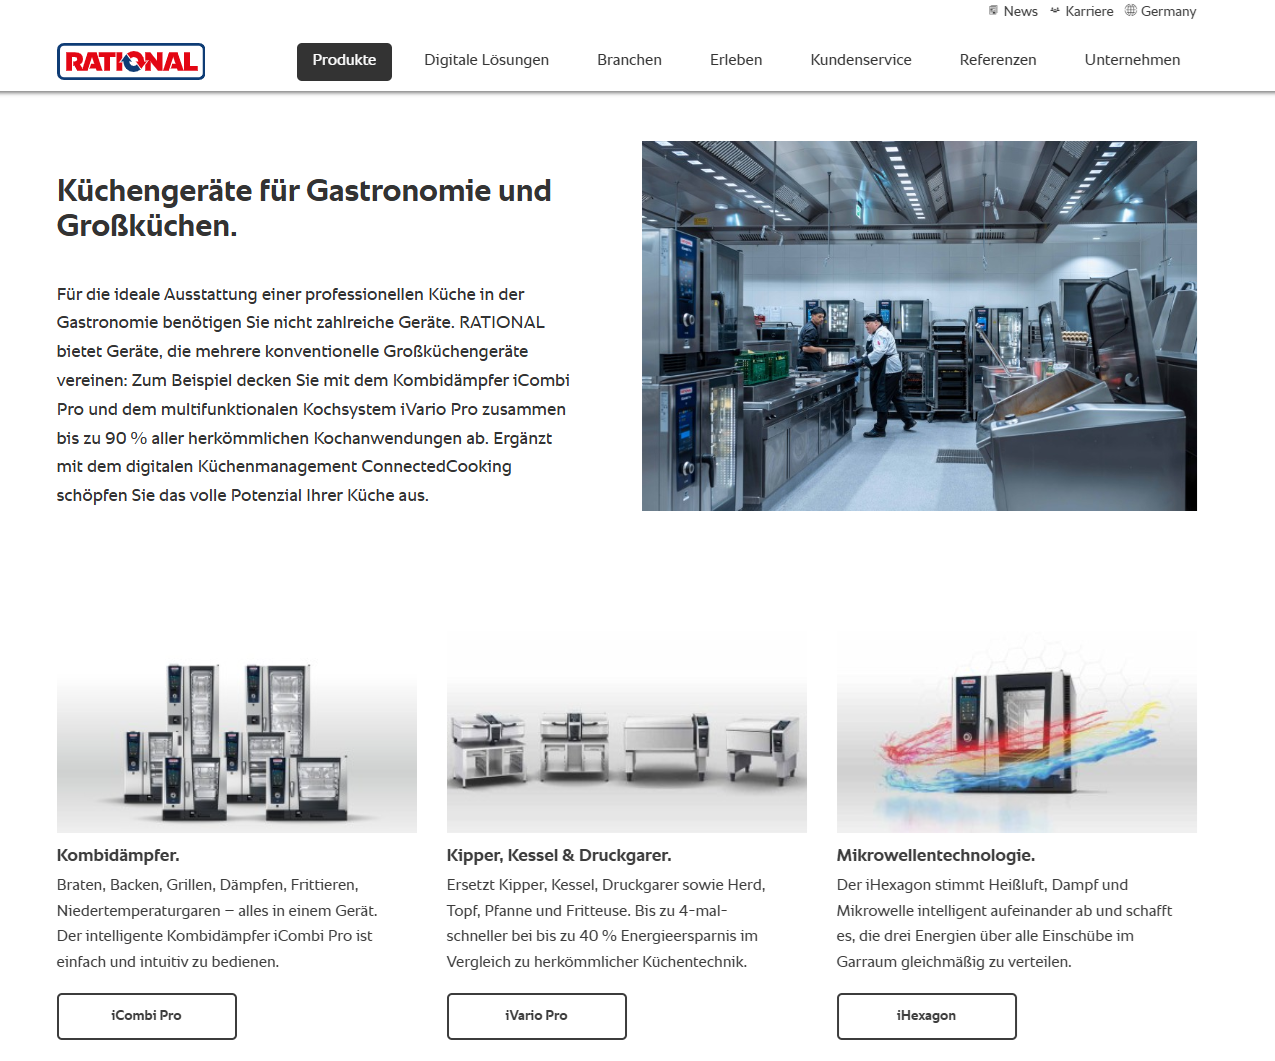 News Karriere Germany
RATIONAL
Produkte Digitale Lösungen Branchen Erleben Kundenservice Referenzen Unternehmen
Küchengeräte für Gastronomie und
Großküchen.
Für die ideale Ausstattung einer professionellen Küche in der
Gastronomie benötigen Sie nicht zahlreiche Geräte. RATIONAL
bietet Geräte, die mehrere konventionelle Großküchengeräte
vereinen: Zum Beispiel decken Sie mit dem Kombidämpfer iCombi
Pro und dem multifunktionalen Kochsystem iVario Pro zusammen
bis zu 90 % aller herkömmlichen Kochanwendungen ab. Ergänzt
mit dem digitalen Küchenmanagement ConnectedCooking
schöpfen Sie das volle Potenzial Ihrer Küche aus.
Kombidämpfer.
Braten, Backen, Grillen, Dämpfen, Frittieren,
Niedertemperaturgaren – alles in einem Gerät.
Der intelligente Kombidämpfer iCombi Pro ist
einfach und intuitiv zu bedienen.
iCombi Pro
Kipper, Kessel & Druckgarer.
Ersetzt Kipper, Kessel, Druckgarer sowie Herd,
Topf, Pfanne und Fritteuse. Bis zu 4-mal-
schneller bei bis zu 40 % Energieersparnis im
Vergleich zu herkömmlicher Küchentechnik.
iVario Pro
Mikrowellentechnologie.
Der iHexagon stimmt Heißluft, Dampf und
Mikrowelle intelligent aufeinander ab und schafft
es, die drei Energien über alle Einschübe im
Garraum gleichmäßig zu verteilen.
iHexagon